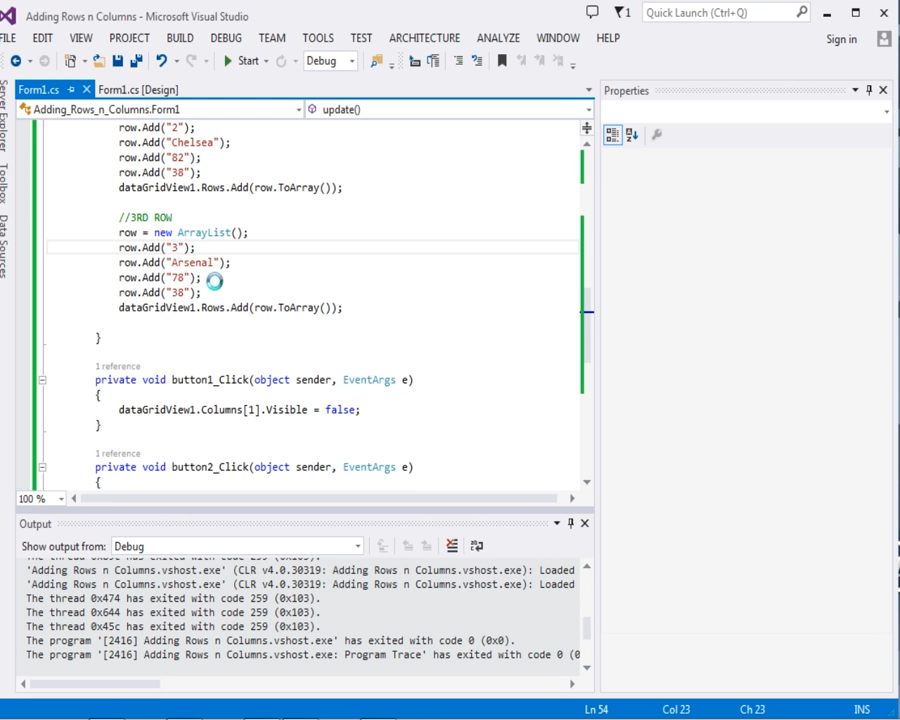 Adding Rows n Columns - Microsoft Visual Studio
1
Quick Launch (Ctrl+Q)
FILE EDIT VIEW PROJECT BUILD DEBUG TEAM TOOLS TEST ARCHITECTURE ANALYZE WINDOW HELP
Sign in
Start
Debug
Form1.cs
Form1.cs [Design]
Properties
Adding_Rows_n_Columns.Form1
update()
Server Explorer
Toolbox
Data Sources
row.Add("2");
row.Add("Chelsea");
row.Add("82");
row.Add("38");
dataGridView1.Rows.Add(row.ToArray());
//3RD ROW
row = new ArrayList();
row.Add("3");
row.Add("Arsenal");
row.Add("78");
row.Add("38");
dataGridView1.Rows.Add(row.ToArray());
}
1 reference
private void button1_Click(object sender, EventArgs e)
{
dataGridView1.Columns[1].Visible = false;
}
1 reference
private void button2_Click(object sender, EventArgs e)
{
100 %
Output
Show output from: Debug
'Adding Rows n Columns.vshost.exe' (CLR v4.0.30319: Adding Rows n Columns.vshost.exe): Loaded
'Adding Rows n Columns.vshost.exe' (CLR v4.0.30319: Adding Rows n Columns.vshost.exe): Loaded
The thread 0x474 has exited with code 259 (0x103).
The thread 0x644 has exited with code 259 (0x103).
The thread 0x45c has exited with code 259 (0x103).
The program '[2416] Adding Rows n Columns.vshost.exe' has exited with code 0 (0x0).
The program '[2416] Adding Rows n Columns.vshost.exe: Program Trace' has exited with code 0 (0
Ln 54 Col 23 Ch 23 INS